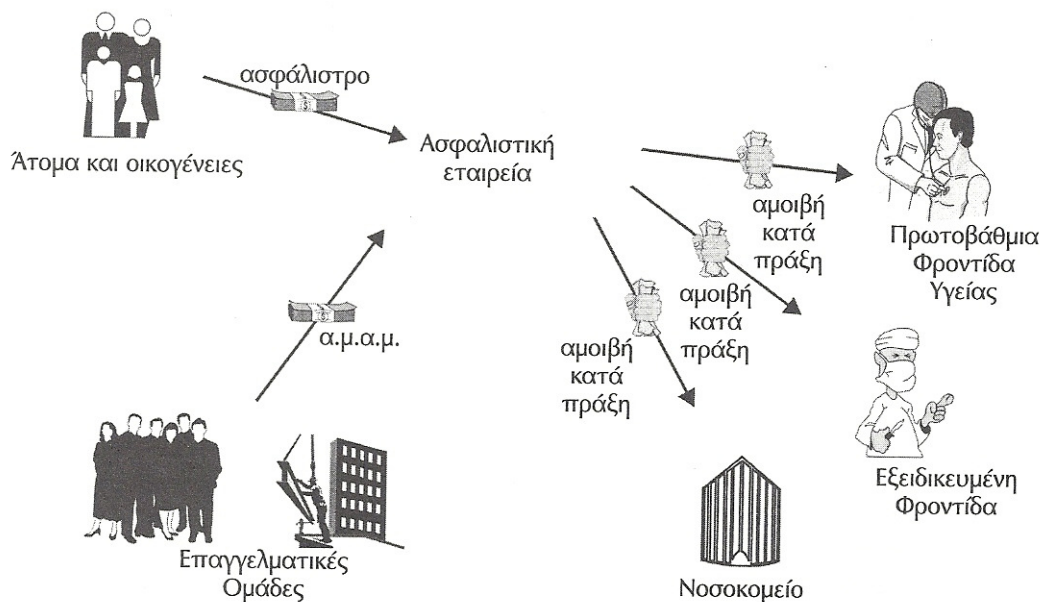 ασφάλιστρο
Άτομα και οικογένειες
Ασφαλιστική
εταιρεία
αμοιβή
κατά
πράξη
Πρωτοβάθμια
Φροντίδα
Υγείας
α.μ.α.μ.
αμοιβή
κατά
πράξη
αμοιβή
κατά
πράξη
Εξειδικευμένη
Φροντίδα
Επαγγελματικές
Ομάδες
Νοσοκομείο